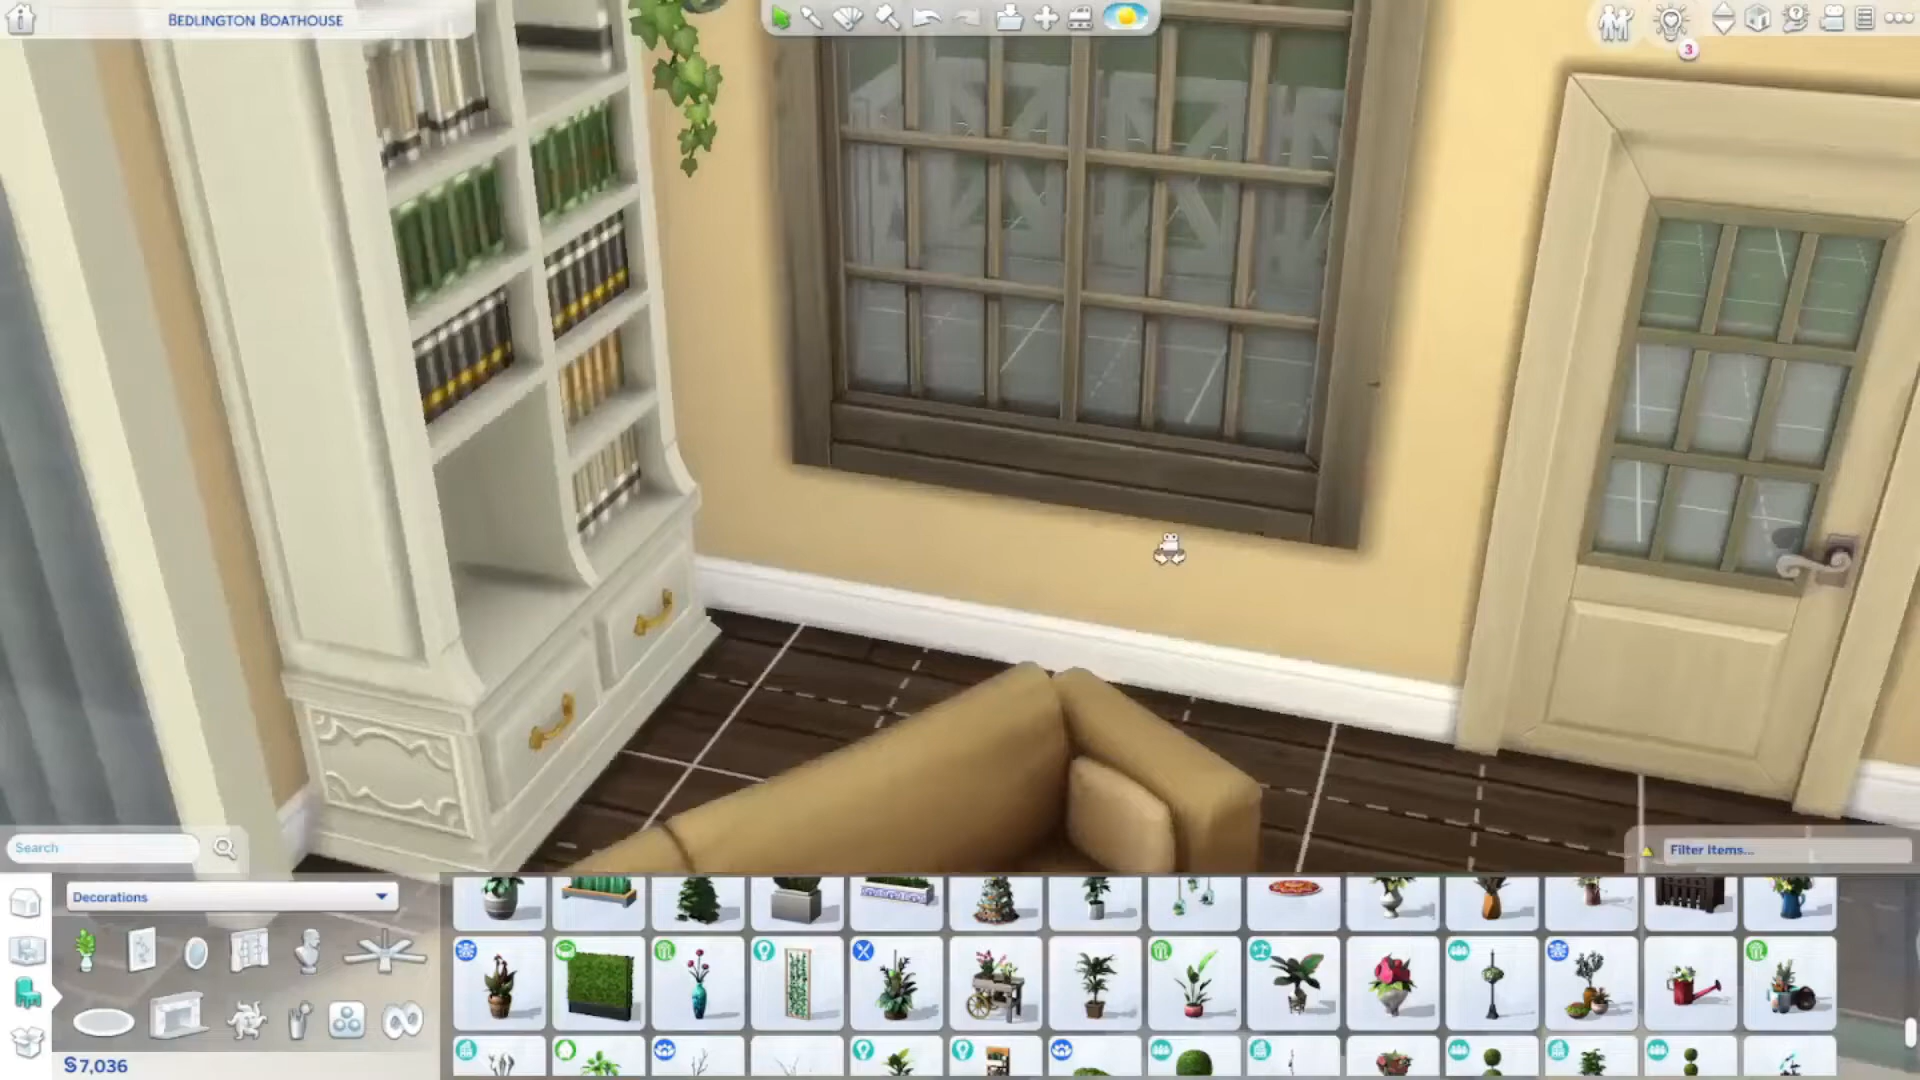 BEDLINGTON BOATHOUSE
3
Search
Filter Items...
Decorations
§7,036